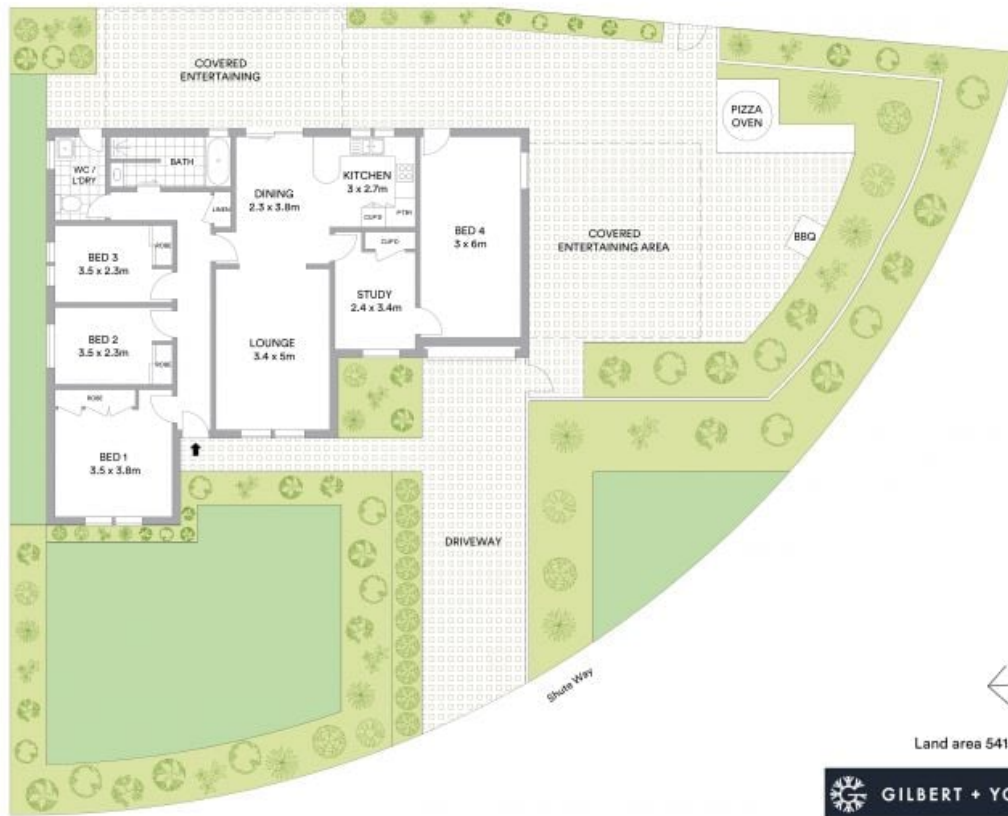 COVERED
ENTERTAINING
PIZZA
OVEN
WC /
L'DRY
BATH
LINEN
DINING
2.3 x 3.8m
KITCHEN
3 x 2.7m
CUP'D
PTRY
BED 4
3 x 6m
COVERED
ENTERTAINING AREA
BBQ
BED 3
3.5 x 2.3m
ROBE
CUP'D
STUDY
2.4 x 3.4m
BED 2
3.5 x 2.3m
ROBE
LOUNGE
3.4 x 5m
ROBE
BED 1
3.5 x 3.8m
DRIVEWAY
Shute Way
Land area 541
GILBERT + YO